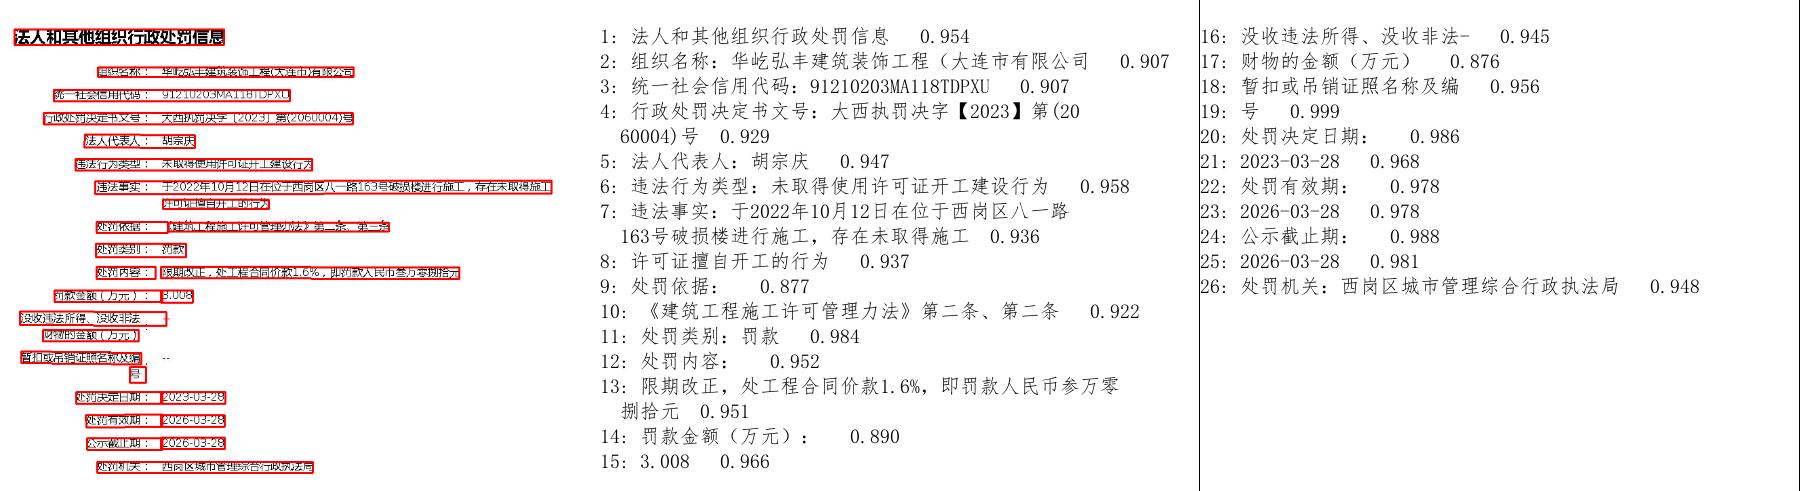 法人和其他组织行政处罚信息
组织名称： 华屹弘丰建筑装饰工程(大连市)有限公司
统一社会信用代码： 91210203MA118TDPXU
行政处罚决定书文号： 大西执罚决字〔2023〕第(2060004)号
法人代表人： 胡宗庆
违法行为类型： 未取得使用许可证开工建设行为
违法事实： 于2022年10月12日在位于西岗区八一路163号破损楼进行施工，存在未取得施工
许可证擅自开工的行为
处罚依据： 《建筑工程施工许可管理办法》第二条、第三条
处罚类别： 罚款
处罚内容： 限期改正，处工程合同价款1.6%，即罚款人民币叁万零捌拾元
罚款金额（万元）： 3.008
没收违法所得、没收非法 --
财物的金额（万元）：
暂扣或吊销证照名称及编 --
号：
处罚决定日期： 2023-03-28
处罚有效期： 2026-03-28
公示截止期： 2026-03-28
处罚机关： 西岗区城市管理综合行政执法局
1: 法人和其他组织行政处罚信息 0.954
2: 组织名称: 华屹弘丰建筑装饰工程（大连市有限公司 0.907
3: 统一社会信用代码: 91210203MA118TDPXU 0.907
4: 行政处罚决定书文号: 大西执罚决字【2023】第(20
60004)号 0.929
5: 法人代表人: 胡宗庆 0.947
6: 违法行为类型: 未取得使用许可证开工建设行为 0.958
7: 违法事实: 于2022年10月12日在位于西岗区八一路
163号破损楼进行施工，存在未取得施工 0.936
8: 许可证擅自开工的行为 0.937
9: 处罚依据: 0.877
10: 《建筑工程施工许可管理力法》第二条、第二条 0.922
11: 处罚类别: 罚款 0.984
12: 处罚内容: 0.952
13: 限期改正，处工程合同价款1.6%，即罚款人民币参万零
捌拾元 0.951
14: 罚款金额（万元）: 0.890
15: 3.008 0.966
16: 没收违法所得、没收非法- 0.945
17: 财物的金额（万元） 0.876
18: 暂扣或吊销证照名称及编 0.956
19: 号 0.999
20: 处罚决定日期: 0.986
21: 2023-03-28 0.968
22: 处罚有效期: 0.978
23: 2026-03-28 0.978
24: 公示截止期: 0.988
25: 2026-03-28 0.981
26: 处罚机关: 西岗区城市管理综合行政执法局 0.948